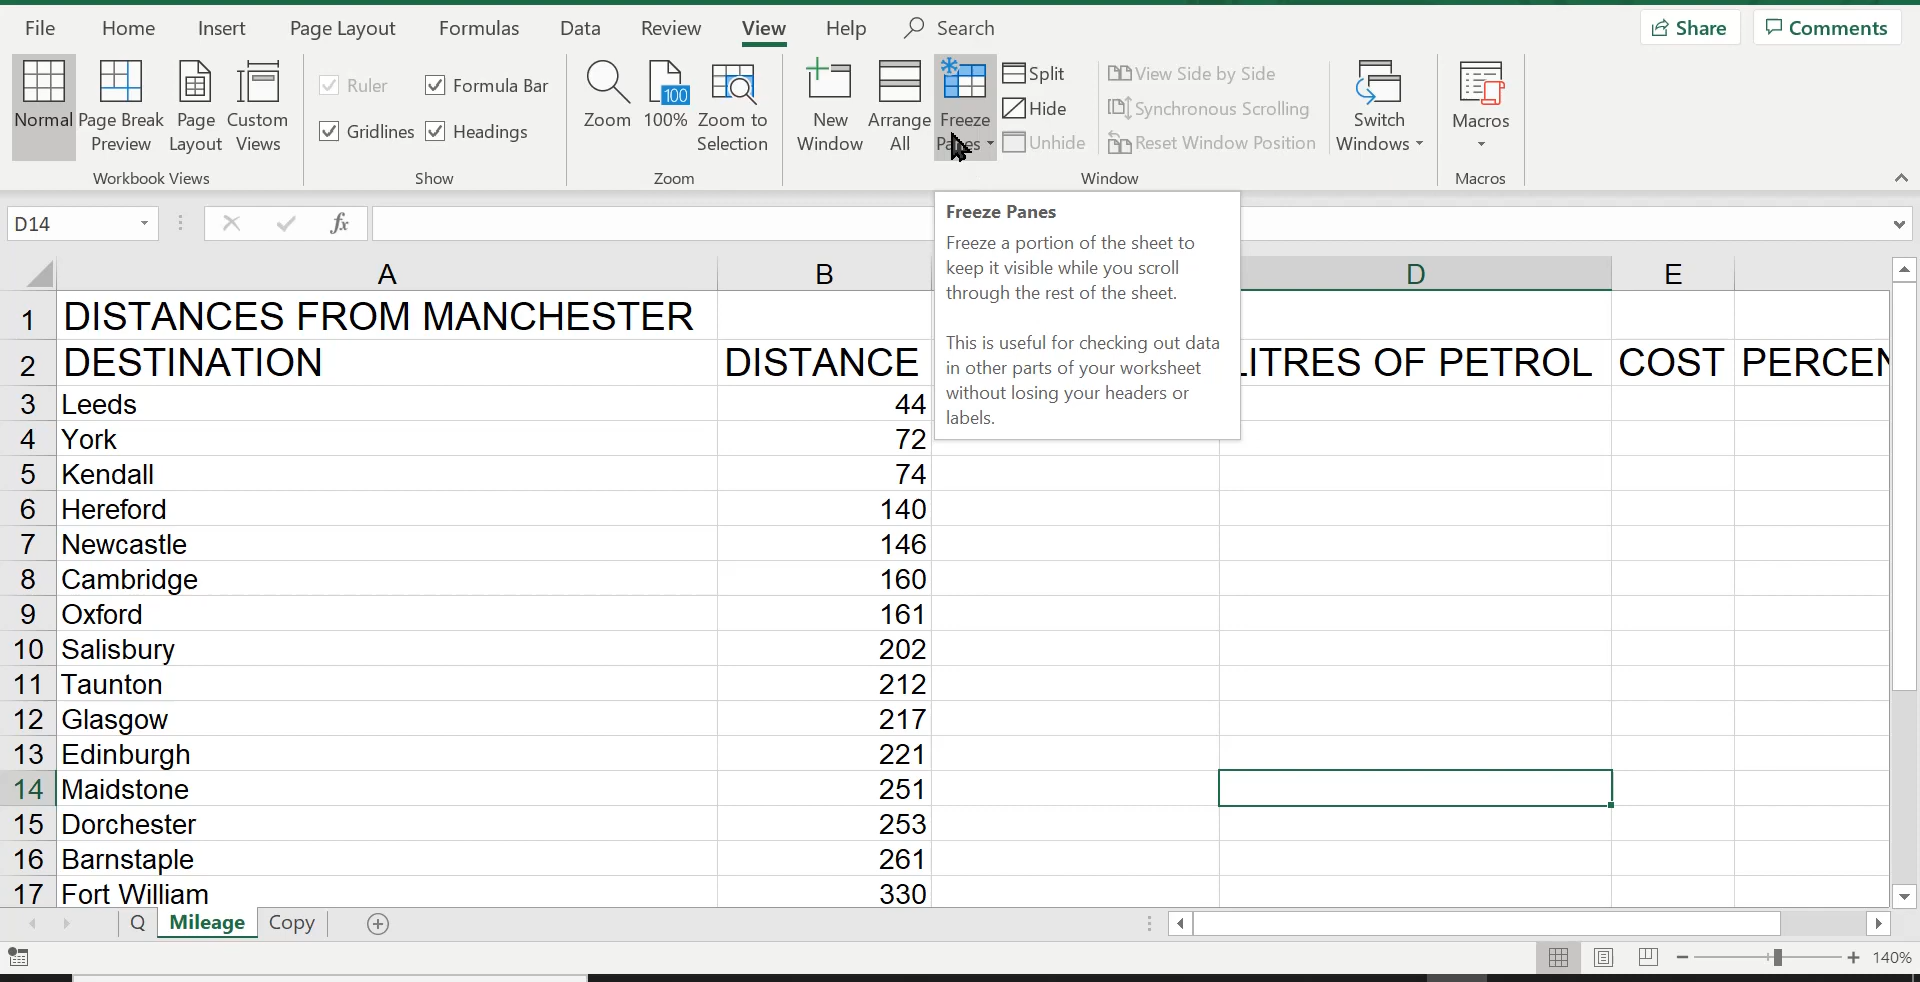 File Home Insert Page Layout Formulas Data Review View Help Search Share Comments
Normal Page Break Preview Page Layout Custom Views
Workbook Views
Ruler Formula Bar
Gridlines Headings
Show
Zoom 100% Zoom to Selection
100
Zoom
New Window Arrange All Freeze Panes
Split
Hide
Unhide
View Side by Side
Synchronous Scrolling
Reset Window Position
Switch Windows
Window
Macros
Macros
D14 fx
Freeze Panes
Freeze a portion of the sheet to
keep it visible while you scroll
through the rest of the sheet.
This is useful for checking out data
in other parts of your worksheet
without losing your headers or
labels.
A B D E
1 DISTANCES FROM MANCHESTER
2 DESTINATION DISTANCE LITRES OF PETROL COST PERCEN
3 Leeds 44
4 York 72
5 Kendall 74
6 Hereford 140
7 Newcastle 146
8 Cambridge 160
9 Oxford 161
10 Salisbury 202
11 Taunton 212
12 Glasgow 217
13 Edinburgh 221
14 Maidstone 251
15 Dorchester 253
16 Barnstaple 261
17 Fort William 330
Q Mileage Copy
140%